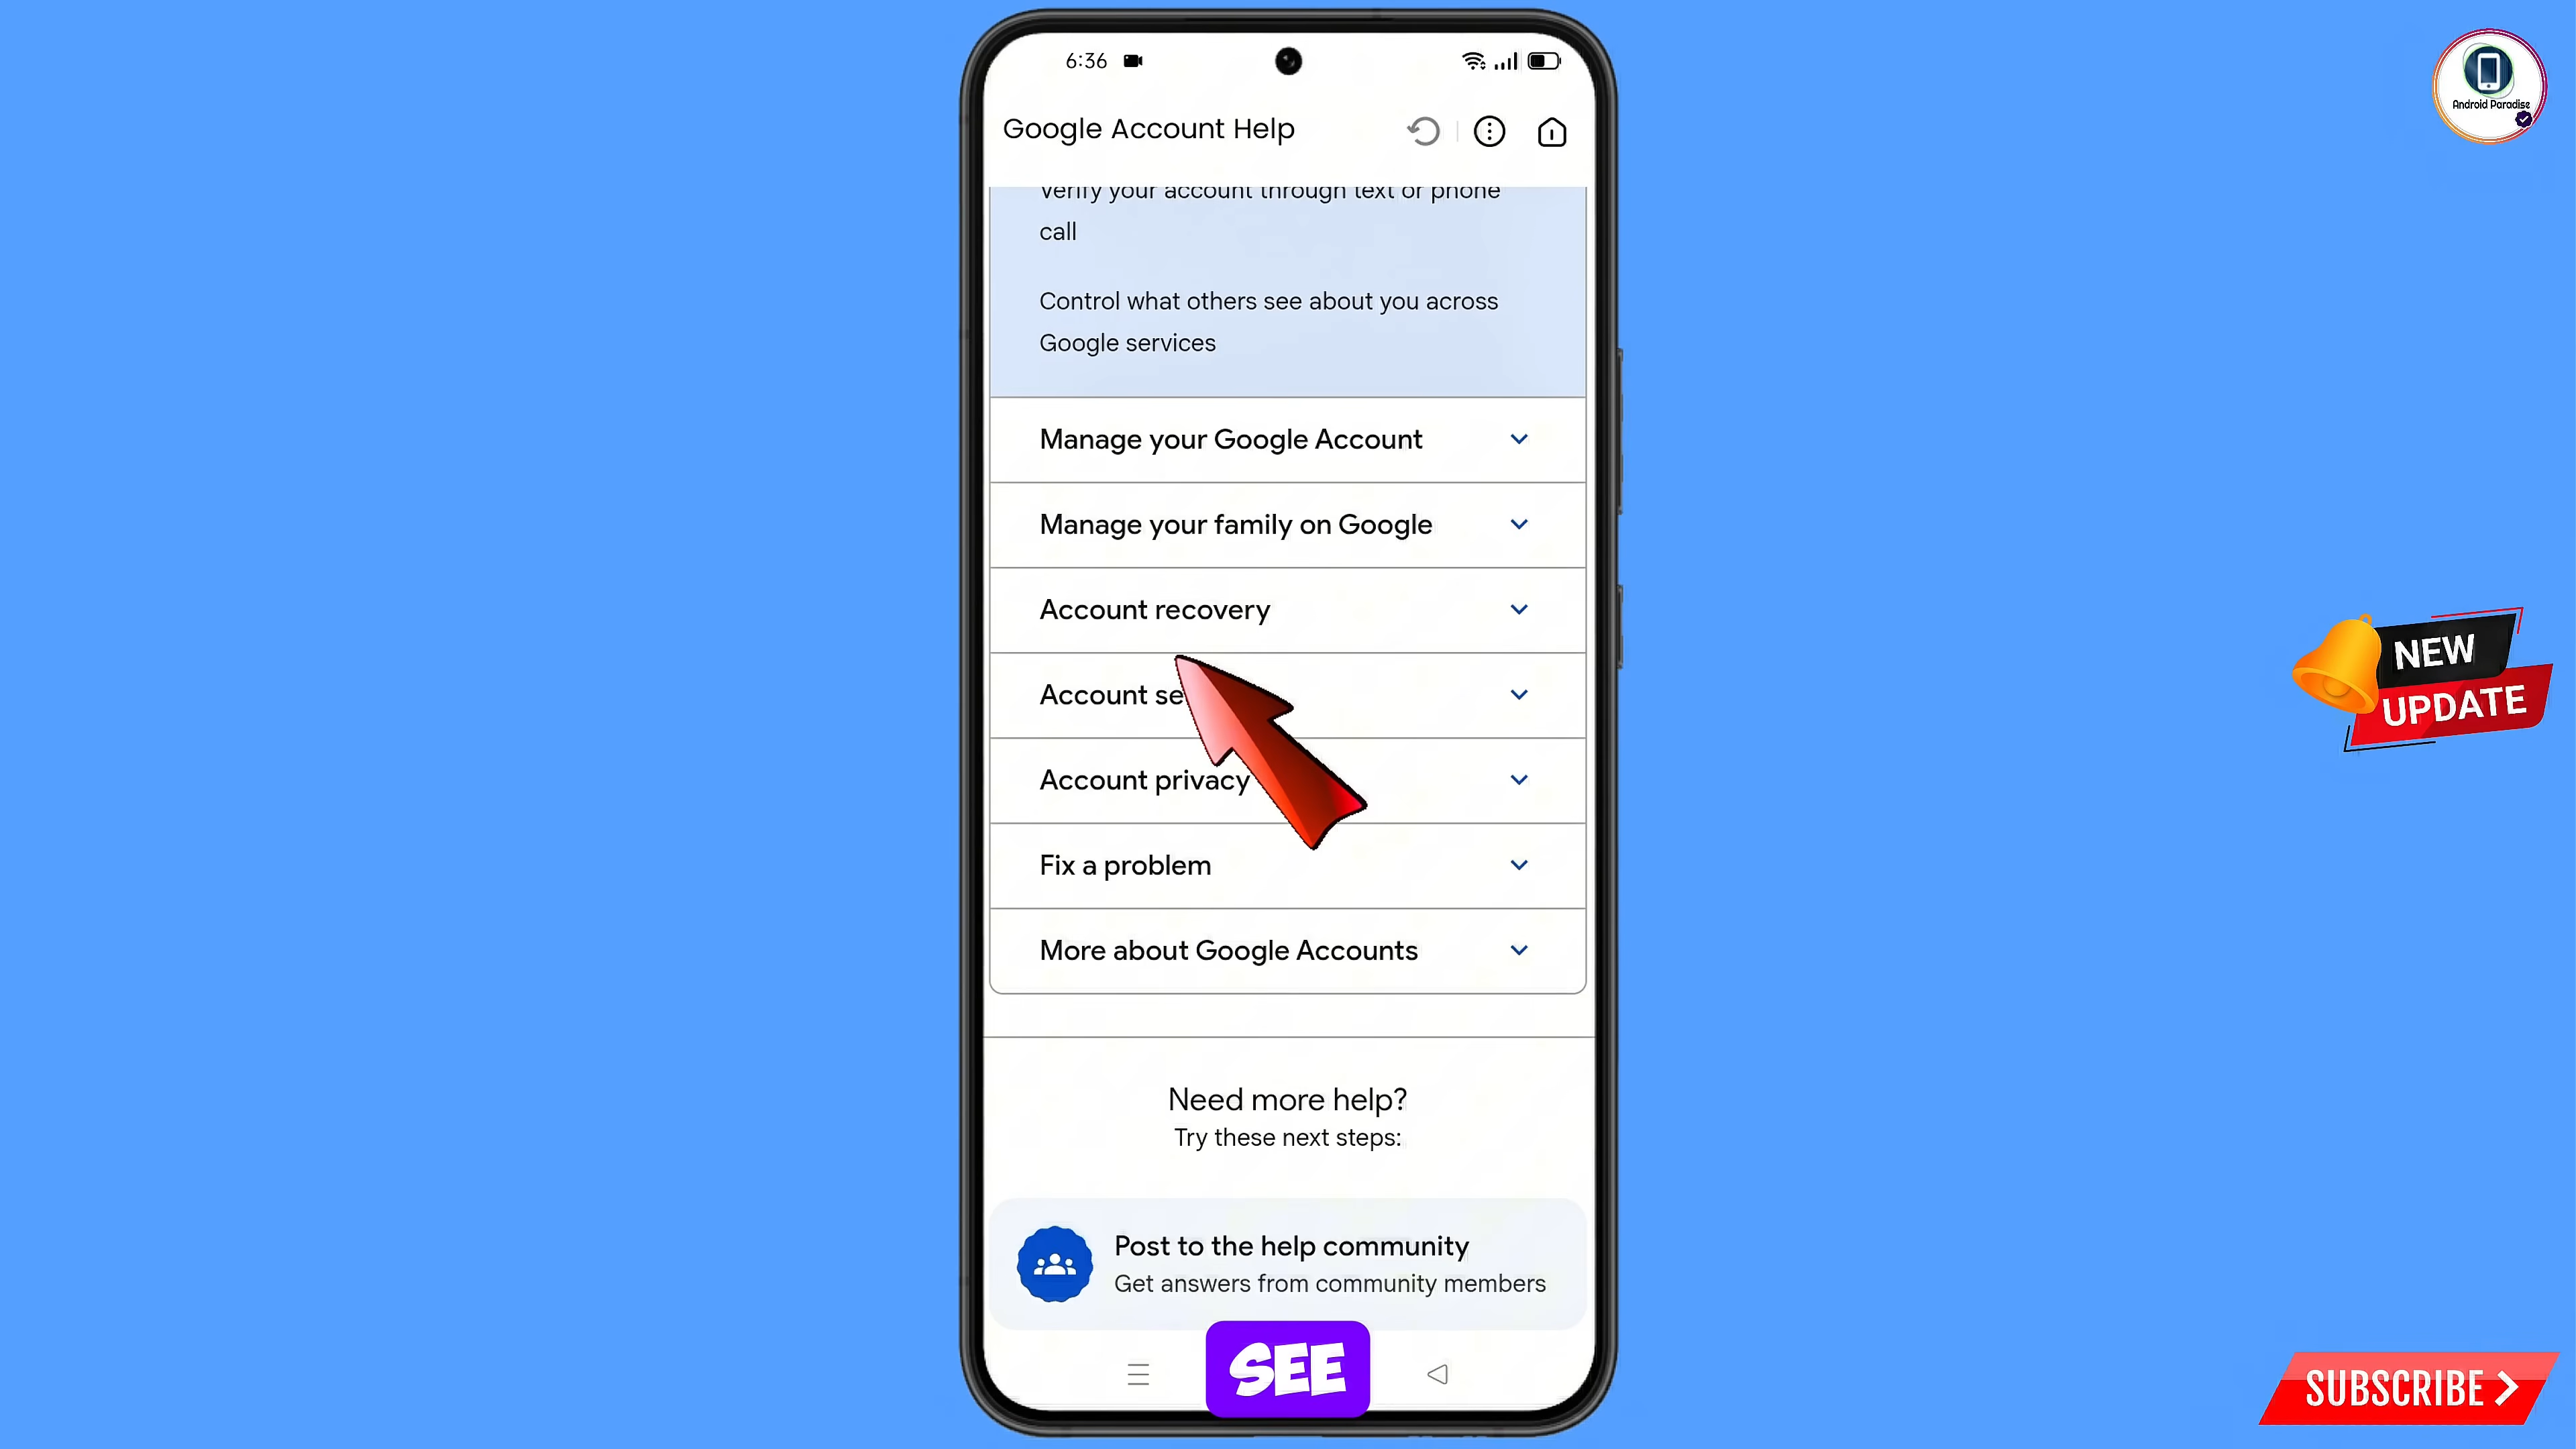 6:36
Android Paradise
Google Account Help
Verify your account through text or phone
call
Control what others see about you across
Google services
Manage your Google Account
Manage your family on Google
Account recovery
Account se
Account privacy
Fix a problem
More about Google Accounts
NEW
UPDATE
Need more help?
Try these next steps:
Post to the help community
Get answers from community members
SEE
SUBSCRIBE